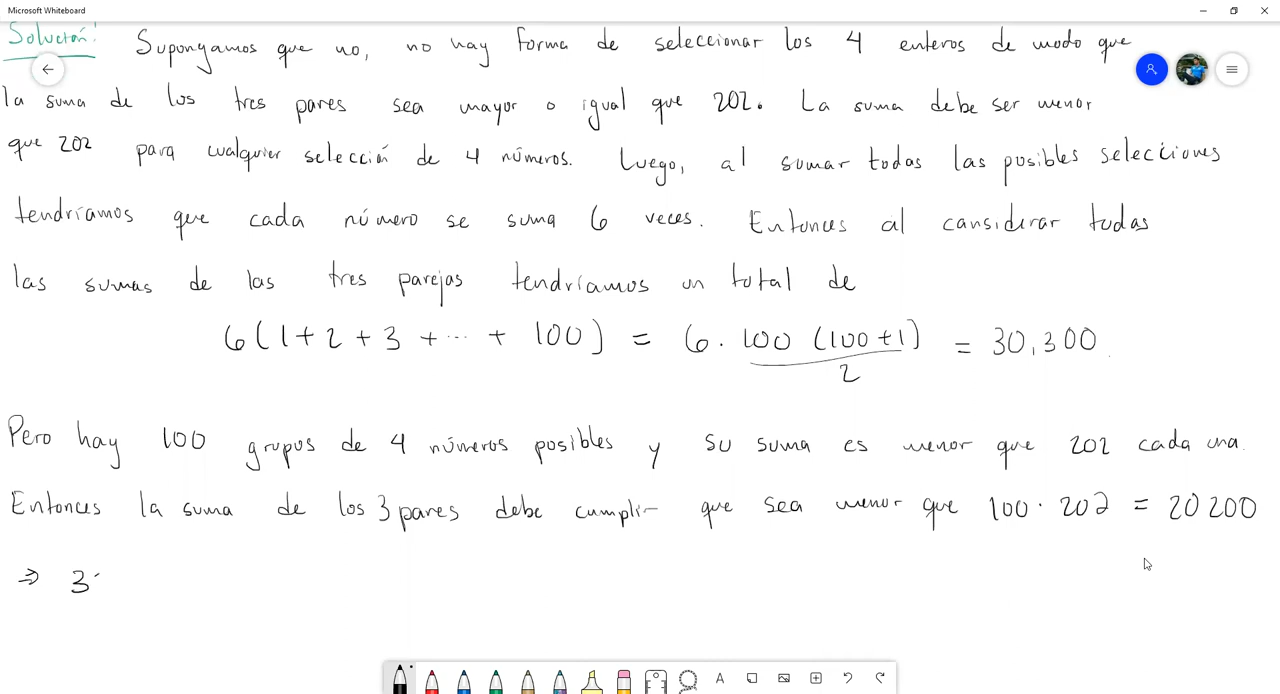 Microsoft Whiteboard
Solución! Supongamos que no, no hay forma de seleccionar los 4 enteros de modo que
la suma de los tres pares sea mayor o igual que 202. La suma debe ser menor
que 202 para cualquier selección de 4 números. Luego, al sumar todas las posibles selecciones
tendríamos que cada número se suma 6 veces. Entonces al considerar todas
las sumas de las tres parejas tendríamos un total de
6(1+2+3+...+100) = 6·100(100+1)/2 = 30,300.
Pero hay 100 grupos de 4 números posibles y su suma es menor que 202 cada una.
Entonces la suma de los 3 pares debe cumplir que sea menor que 100·202 = 20200
⇒ 3
A